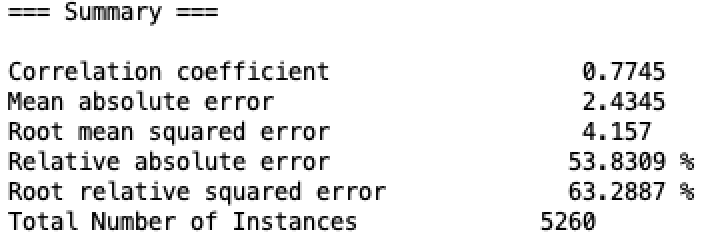 === Summary ===
Correlation coefficient 0.7745
Mean absolute error 2.4345
Root mean squared error 4.157
Relative absolute error 53.8309 %
Root relative squared error 63.2887 %
Total Number of Instances 5260